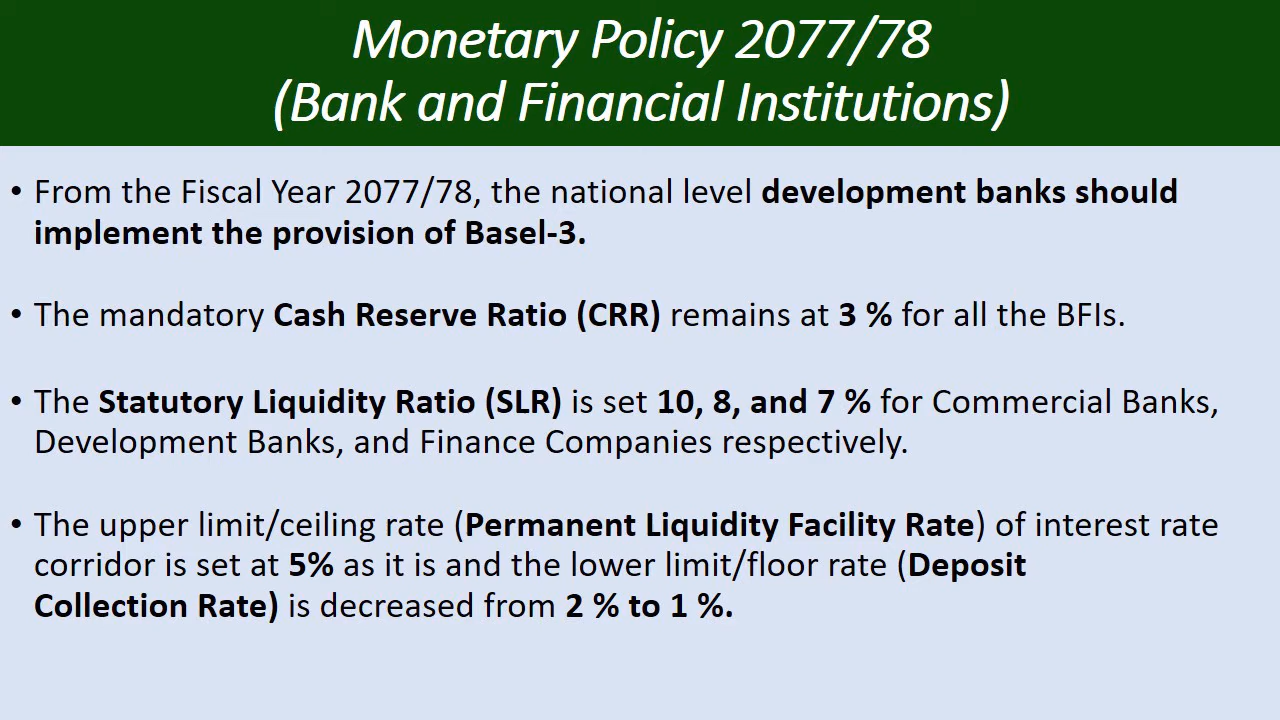 Monetary Policy 2077/78
(Bank and Financial Institutions)
• From the Fiscal Year 2077/78, the national level development banks should
implement the provision of Basel-3.
• The mandatory Cash Reserve Ratio (CRR) remains at 3 % for all the BFIs.
• The Statutory Liquidity Ratio (SLR) is set 10, 8, and 7 % for Commercial Banks,
Development Banks, and Finance Companies respectively.
• The upper limit/ceiling rate (Permanent Liquidity Facility Rate) of interest rate
corridor is set at 5% as it is and the lower limit/floor rate (Deposit
Collection Rate) is decreased from 2 % to 1 %.